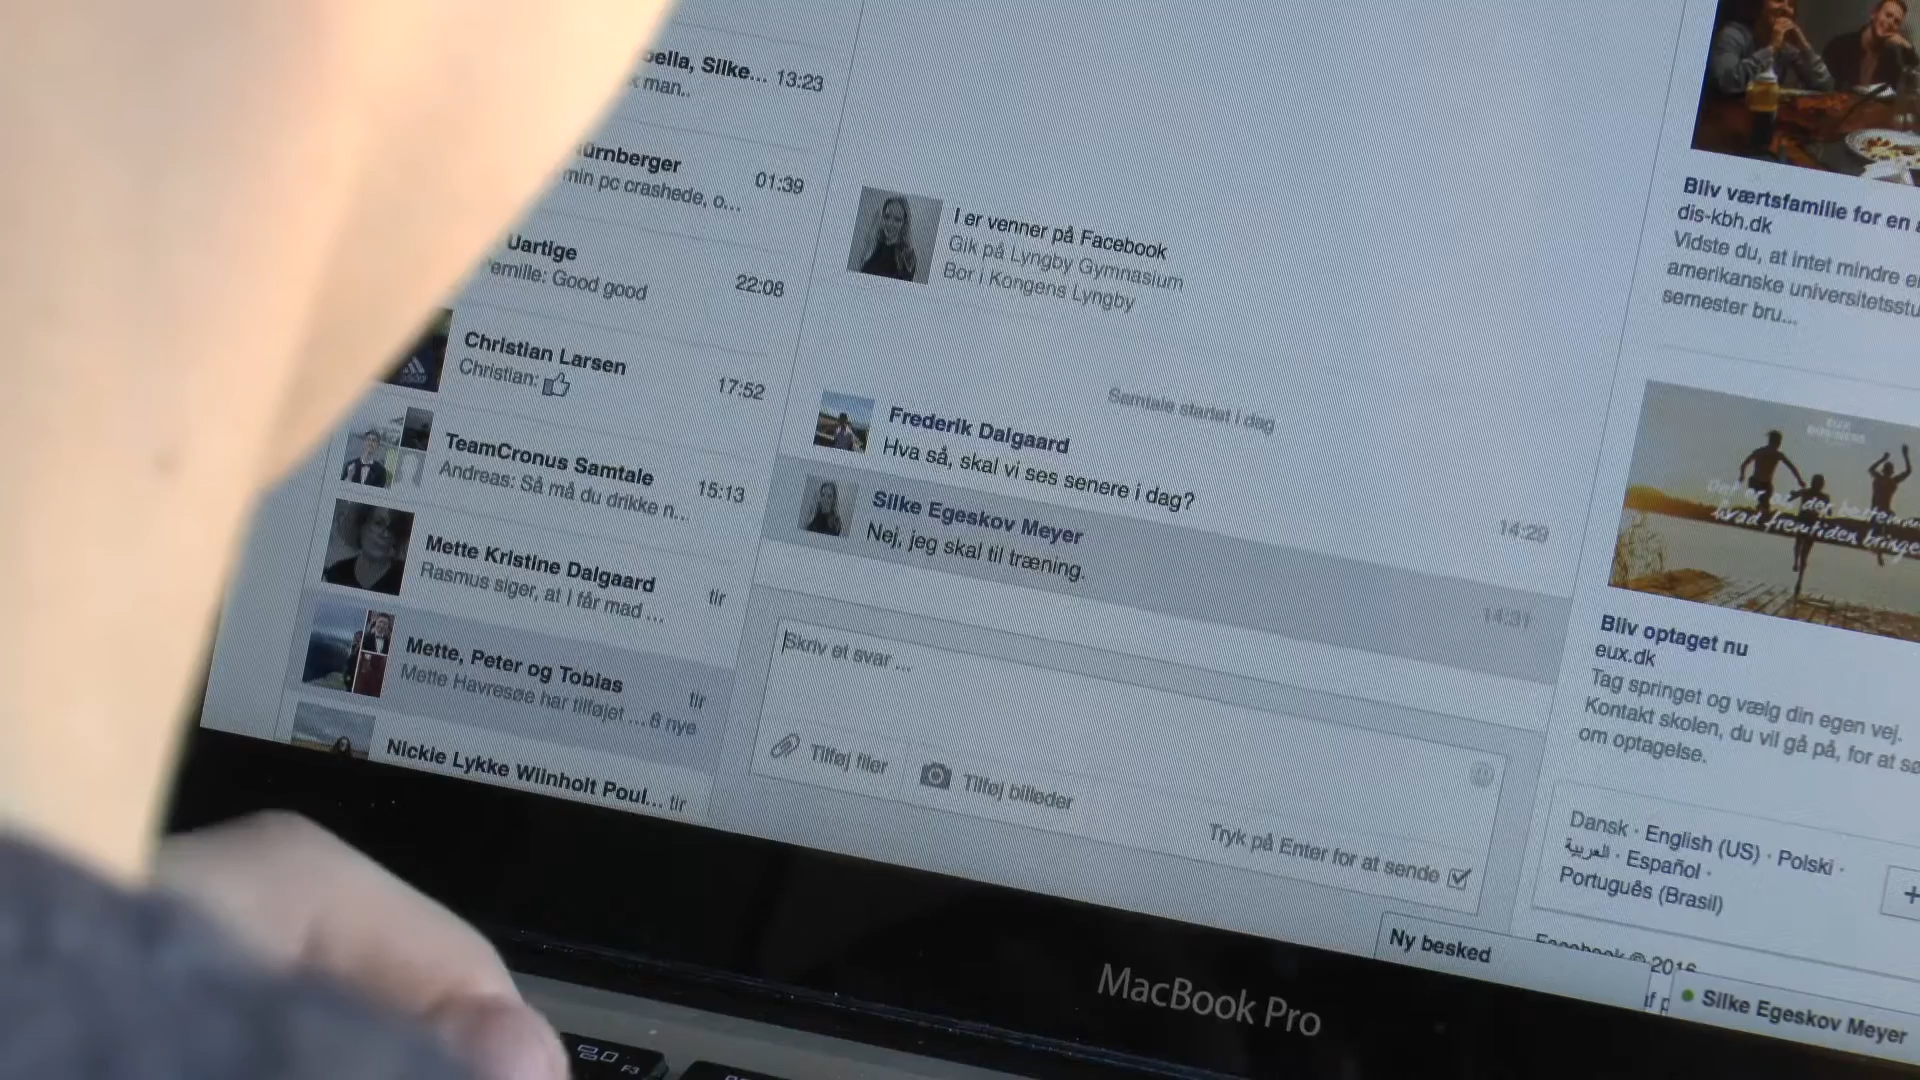 Silke... 13:23
man..
01:39
min pc crashede, o...
22:08
Good good
Christian Larsen
Christian:
17:52
TeamCronus Samtale
Andreas: Så må du drikke n...
15:13
Mette Kristine Dalgaard
Rasmus siger, at I får mad ...
tir
Mette, Peter og Tobias
Mette Havresøe har tilføjet ... 6 nye
tir
Nickie Lykke Wiinholt Poul... tir
I er venner på Facebook
Gik på Lyngby Gymnasium
Bor i Kongens Lyngby
Samtale startet i dag
Frederik Dalgaard
Hva så, skal vi ses senere i dag?
14:29
Silke Egeskov Meyer
Nej, jeg skal til træning.
14:31
Skriv et svar ...
Tilføj filer
Tilføj billeder
Tryk på Enter for at sende
Bliv værtsfamilie for en
dis-kbh.dk
Vidste du, at intet mindre
amerikanske
semester bru...
Bliv optaget nu
eux.dk
Tag springet og vælg din egen vej.
Kontakt skolen, du vil gå på, for at
om optagelse.
Dansk · English (US) · Polski ·
العربية · Español ·
Português (Brasil)
Facebook © 2016
Ny besked
Silke Egeskov Meyer
MacBook Pro
F3